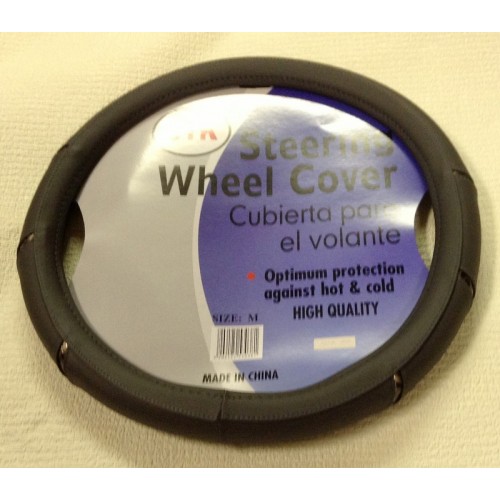 Steering
Wheel Cover
Cubierta para
el volante
Optimum protection
against hot & cold
HIGH QUALITY
SIZE: M
MADE IN CHINA